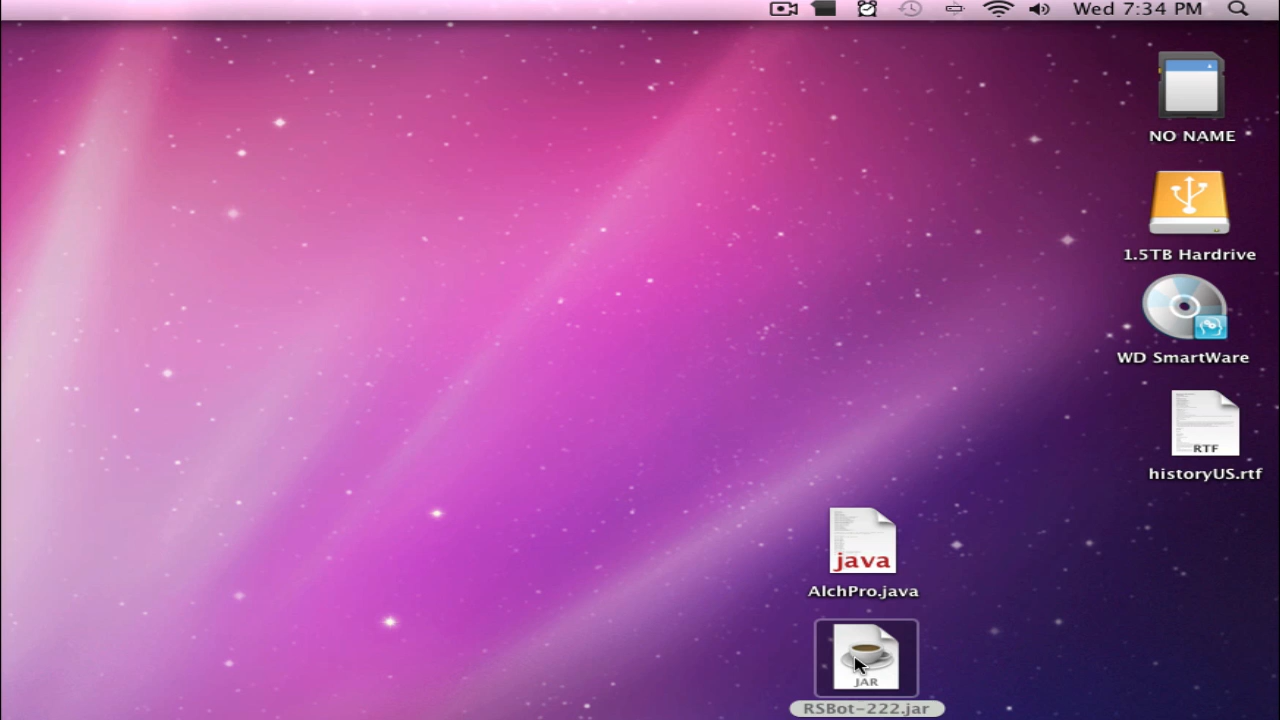 Wed 7:34 PM
NO NAME
1.5TB Hardrive
WD SmartWare
RTF
historyUS.rtf
java
AlchPro.java
JAR
RSBot-222.jar